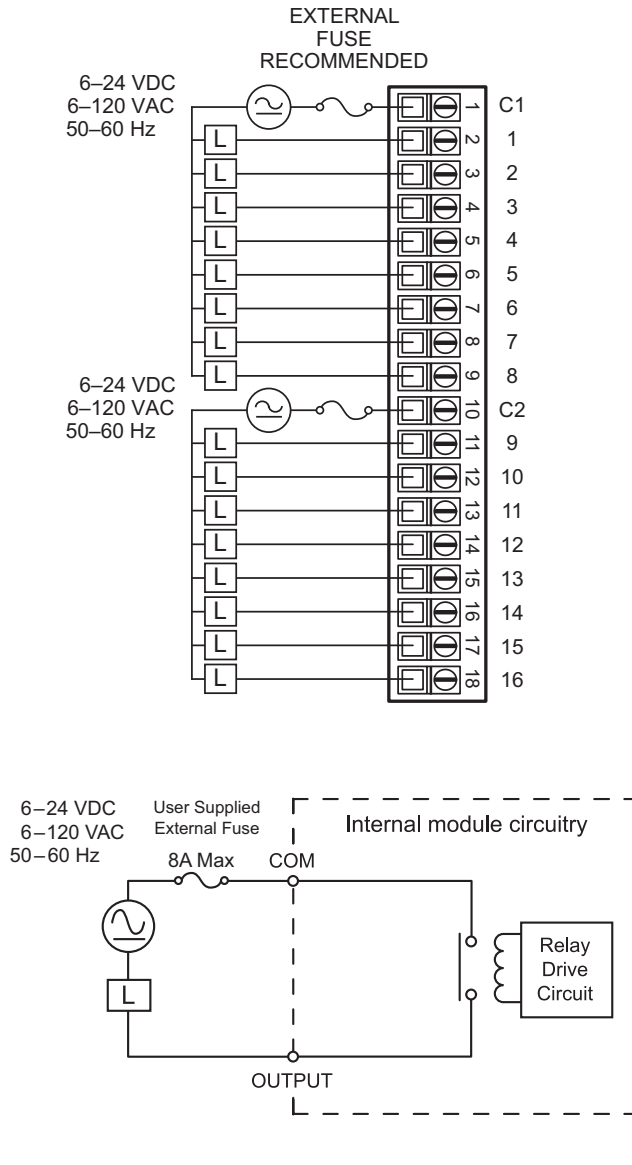 EXTERNAL
FUSE
RECOMMENDED
6–24 VDC
6–120 VAC
50–60 Hz
1 C1
L 2 1
L 3 2
L 4 3
L 5 4
L 6 5
L 7 6
L 8 7
L 9 8
6–24 VDC
6–120 VAC
50–60 Hz
10 C2
L 11 9
L 12 10
L 13 11
L 14 12
L 15 13
L 16 14
L 17 15
L 18 16
6–24 VDC
6–120 VAC
50–60 Hz
User Supplied
External Fuse
8A Max
COM
Internal module circuitry
L
Relay
Drive
Circuit
OUTPUT